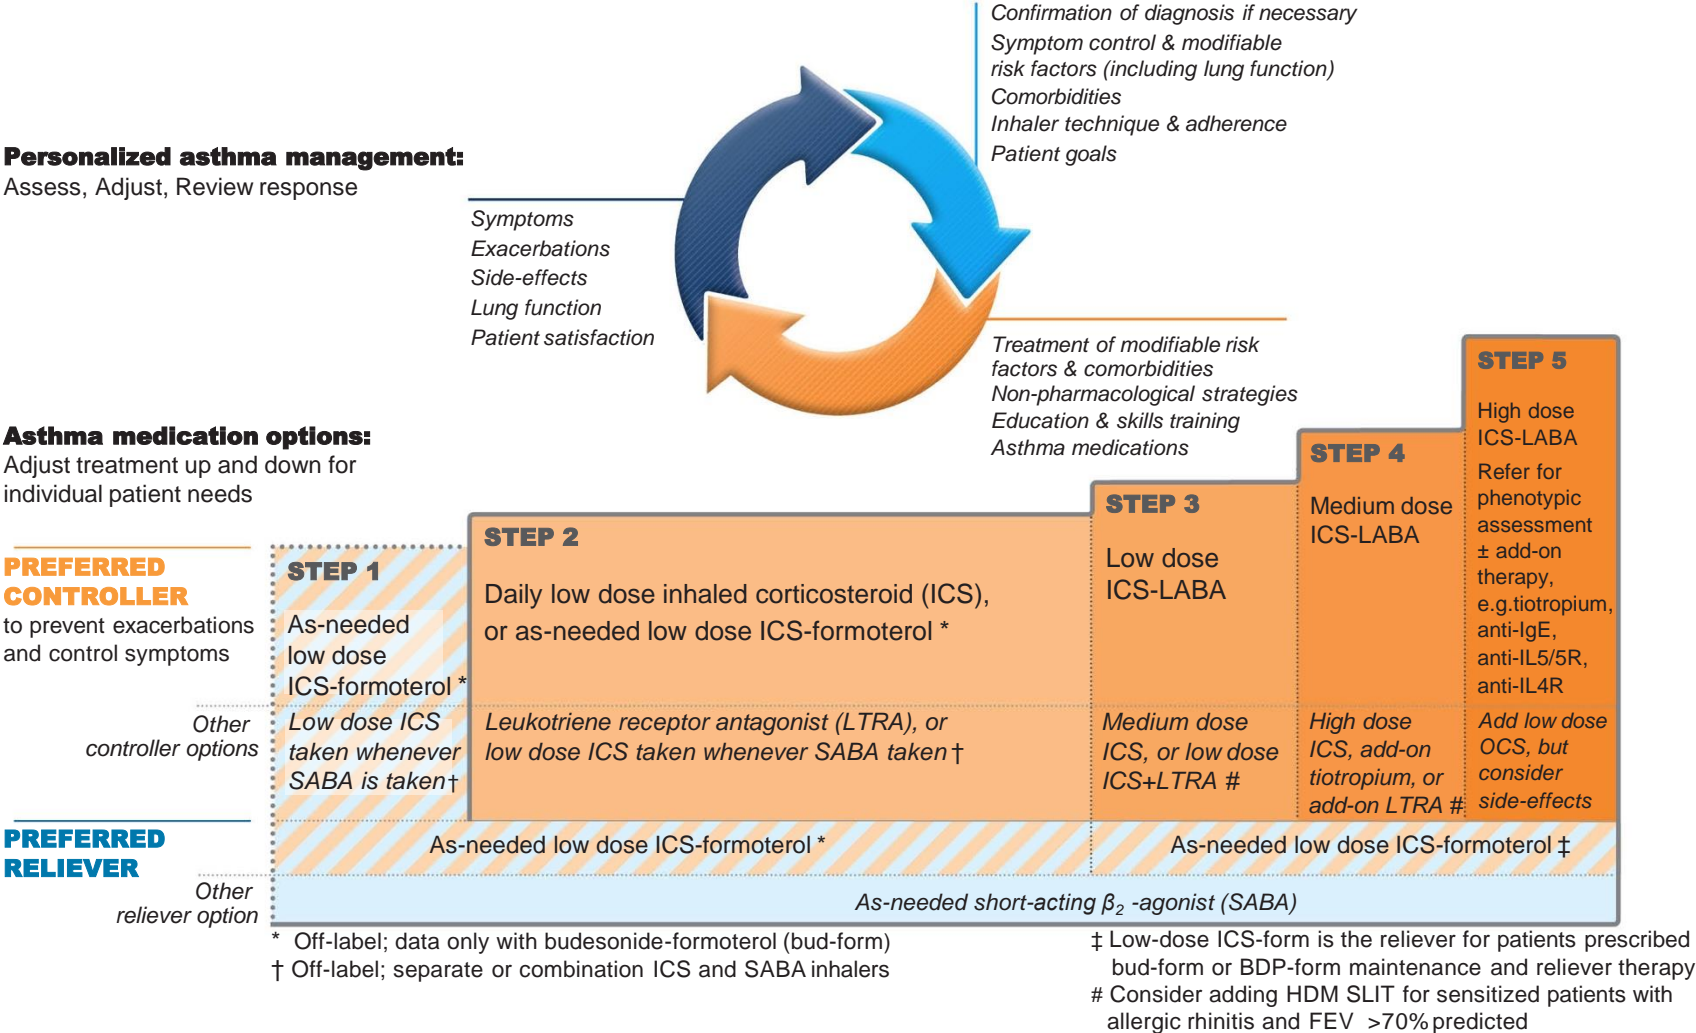 Confirmation of diagnosis if necessary
Symptom control & modifiable
risk factors (including lung function)
Comorbidities
Inhaler technique & adherence
Patient goals
Personalized asthma management:
Assess, Adjust, Review response
Symptoms
Exacerbations
Side-effects
Lung function
Patient satisfaction
Treatment of modifiable risk
factors & comorbidities
Non-pharmacological strategies
Education & skills training
Asthma medications
Asthma medication options:
Adjust treatment up and down for
individual patient needs
PREFERRED
CONTROLLER
to prevent exacerbations
and control symptoms
STEP 1
As-needed
low dose
ICS-formoterol *
STEP 2
Daily low dose inhaled corticosteroid (ICS),
or as-needed low dose ICS-formoterol *
STEP 3
Low dose
ICS-LABA
STEP 4
Medium dose
ICS-LABA
STEP 5
High dose
ICS-LABA
Refer for
phenotypic
assessment
± add-on
therapy,
e.g.tiotropium,
anti-IgE,
anti-IL5/5R,
anti-IL4R
Other
controller options
Low dose ICS
taken whenever
SABA is taken†
Leukotriene receptor antagonist (LTRA), or
low dose ICS taken whenever SABA taken†
Medium dose
ICS, or low dose
ICS+LTRA #
High dose
ICS, add-on
tiotropium, or
add-on LTRA #
Add low dose
OCS, but
consider
side-effects
PREFERRED
RELIEVER
As-needed low dose ICS-formoterol *
As-needed low dose ICS-formoterol ‡
Other
reliever option
As-needed short-acting β₂ -agonist (SABA)
* Off-label; data only with budesonide-formoterol (bud-form)
† Off-label; separate or combination ICS and SABA inhalers
‡ Low-dose ICS-form is the reliever for patients prescribed
bud-form or BDP-form maintenance and reliever therapy
# Consider adding HDM SLIT for sensitized patients with
allergic rhinitis and FEV >70% predicted